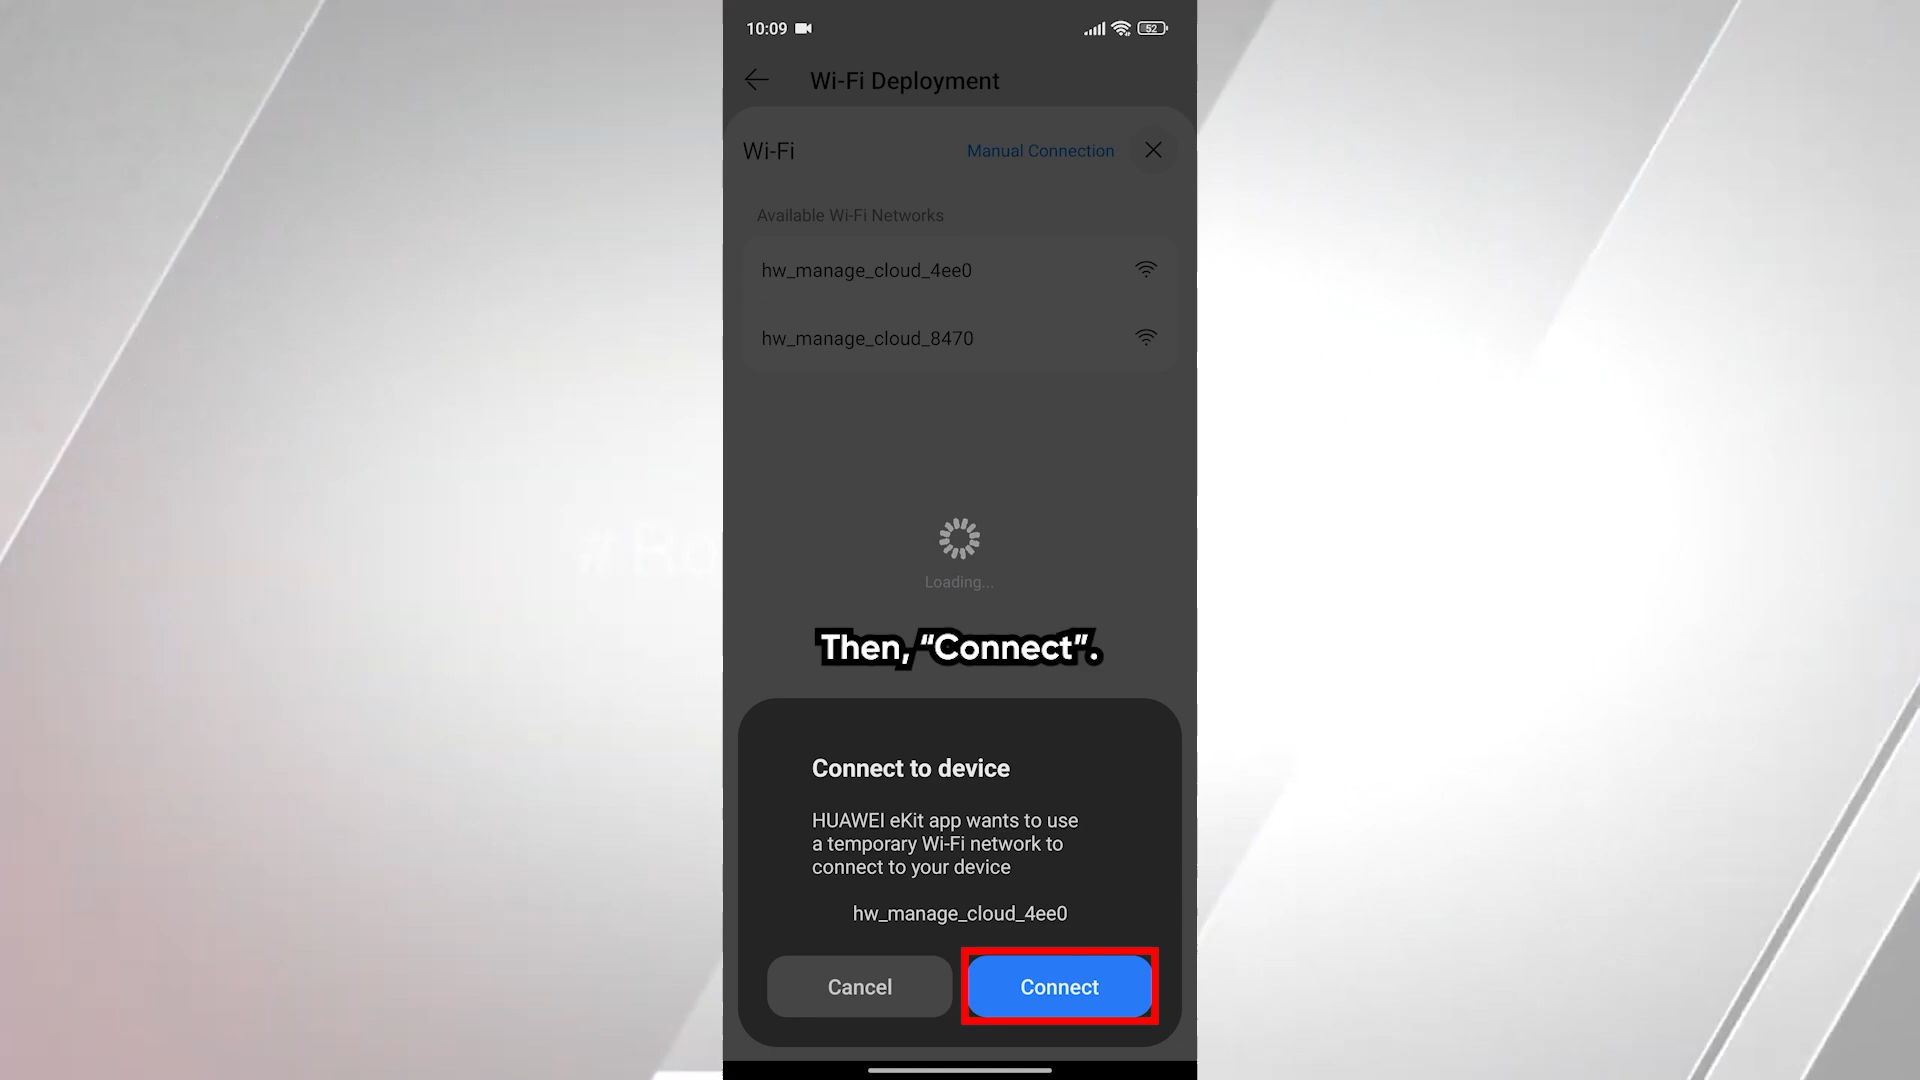 10:09
52
Wi-Fi Deployment
Wi-Fi
Manual Connection
Available Wi-Fi Networks
hw_manage_cloud_4ee0
hw_manage_cloud_8470
Loading...
Then, “Connect”.
Connect to device
HUAWEI eKit app wants to use
a temporary Wi-Fi network to
connect to your device
hw_manage_cloud_4ee0
Cancel
Connect